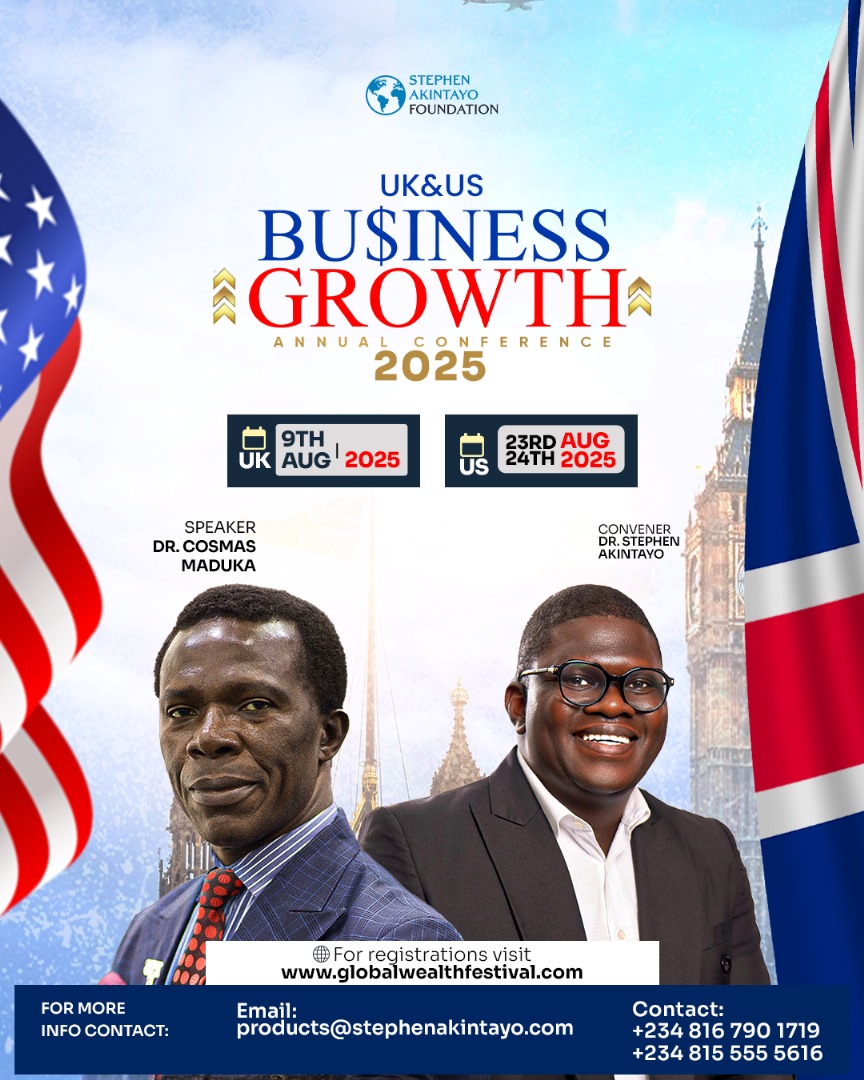 STEPHEN
AKINTAYO
FOUNDATION
UK&US
BU$INESS
GROWTH
ANNUAL CONFERENCE
2025
UK
9TH
AUG | 2025
US
23RD AUG
24TH 2025
SPEAKER
DR. COSMAS
MADUKA
CONVENER
DR. STEPHEN
AKINTAYO
For registrations visit
www.globalwealthfestival.com
FOR MORE
INFO CONTACT:
Email:
products@stephenakintayo.com
Contact:
+234 816 790 1719
+234 815 555 5616